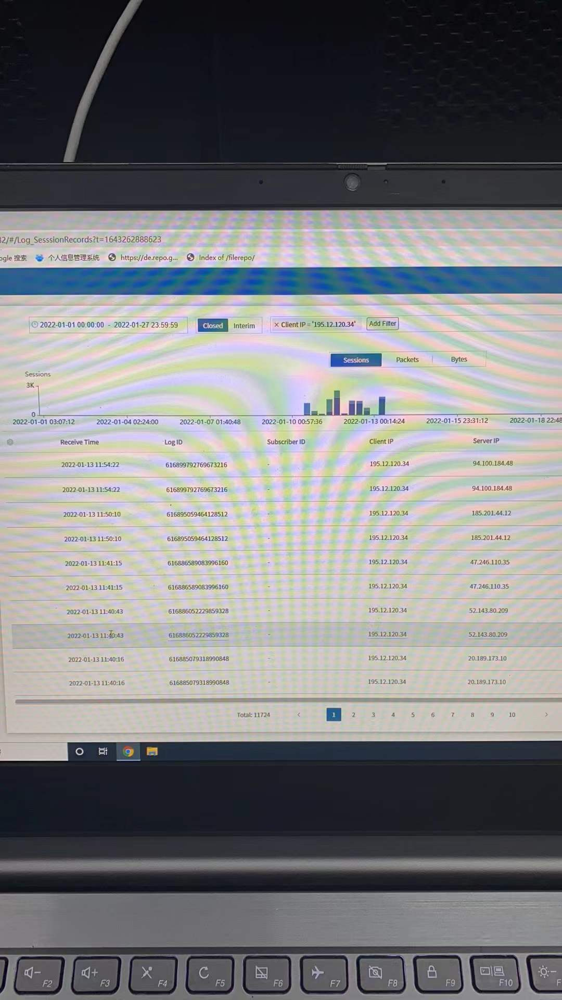 32/#/Log_SesssionRecords?t=1643262888623
ogle 搜索 个人信息管理系统 https://de.repo.g... Index of /filerepo/
2022-01-01 00:00:00 - 2022-01-27 23:59:59 Closed Interim × Client IP = '195.12.120.34' Add Filter
Sessions Packets Bytes
Sessions
3K
0
2022-01-01 03:07:12 2022-01-04 02:24:00 2022-01-07 01:40:48 2022-01-10 00:57:36 2022-01-13 00:14:24 2022-01-15 23:31:12 2022-01-18 22:48
Receive Time Log ID Subscriber ID Client IP Server IP
2022-01-13 11:54:22 616899792769673216 - 195.12.120.34 94.100.184.48
2022-01-13 11:54:22 616899792769673216 - 195.12.120.34 94.100.184.48
2022-01-13 11:50:10 616895059464128512 - 195.12.120.34 185.201.44.12
2022-01-13 11:50:10 616895059464128512 - 195.12.120.34 185.201.44.12
2022-01-13 11:41:15 616886589083996160 - 195.12.120.34 47.246.110.35
2022-01-13 11:41:15 616886589083996160 - 195.12.120.34 47.246.110.35
2022-01-13 11:40:43 616886052229859328 - 195.12.120.34 52.143.80.209
2022-01-13 11:40:43 616886052229859328 - 195.12.120.34 52.143.80.209
2022-01-13 11:40:16 616885079318990848 - 195.12.120.34 20.189.173.10
2022-01-13 11:40:16 616885079318990848 - 195.12.120.34 20.189.173.10
Total: 11724 < 1 2 3 4 5 6 7 8 9 10 >
F2 F3 F4 F5 F6 F7 F8 F9 F10 F